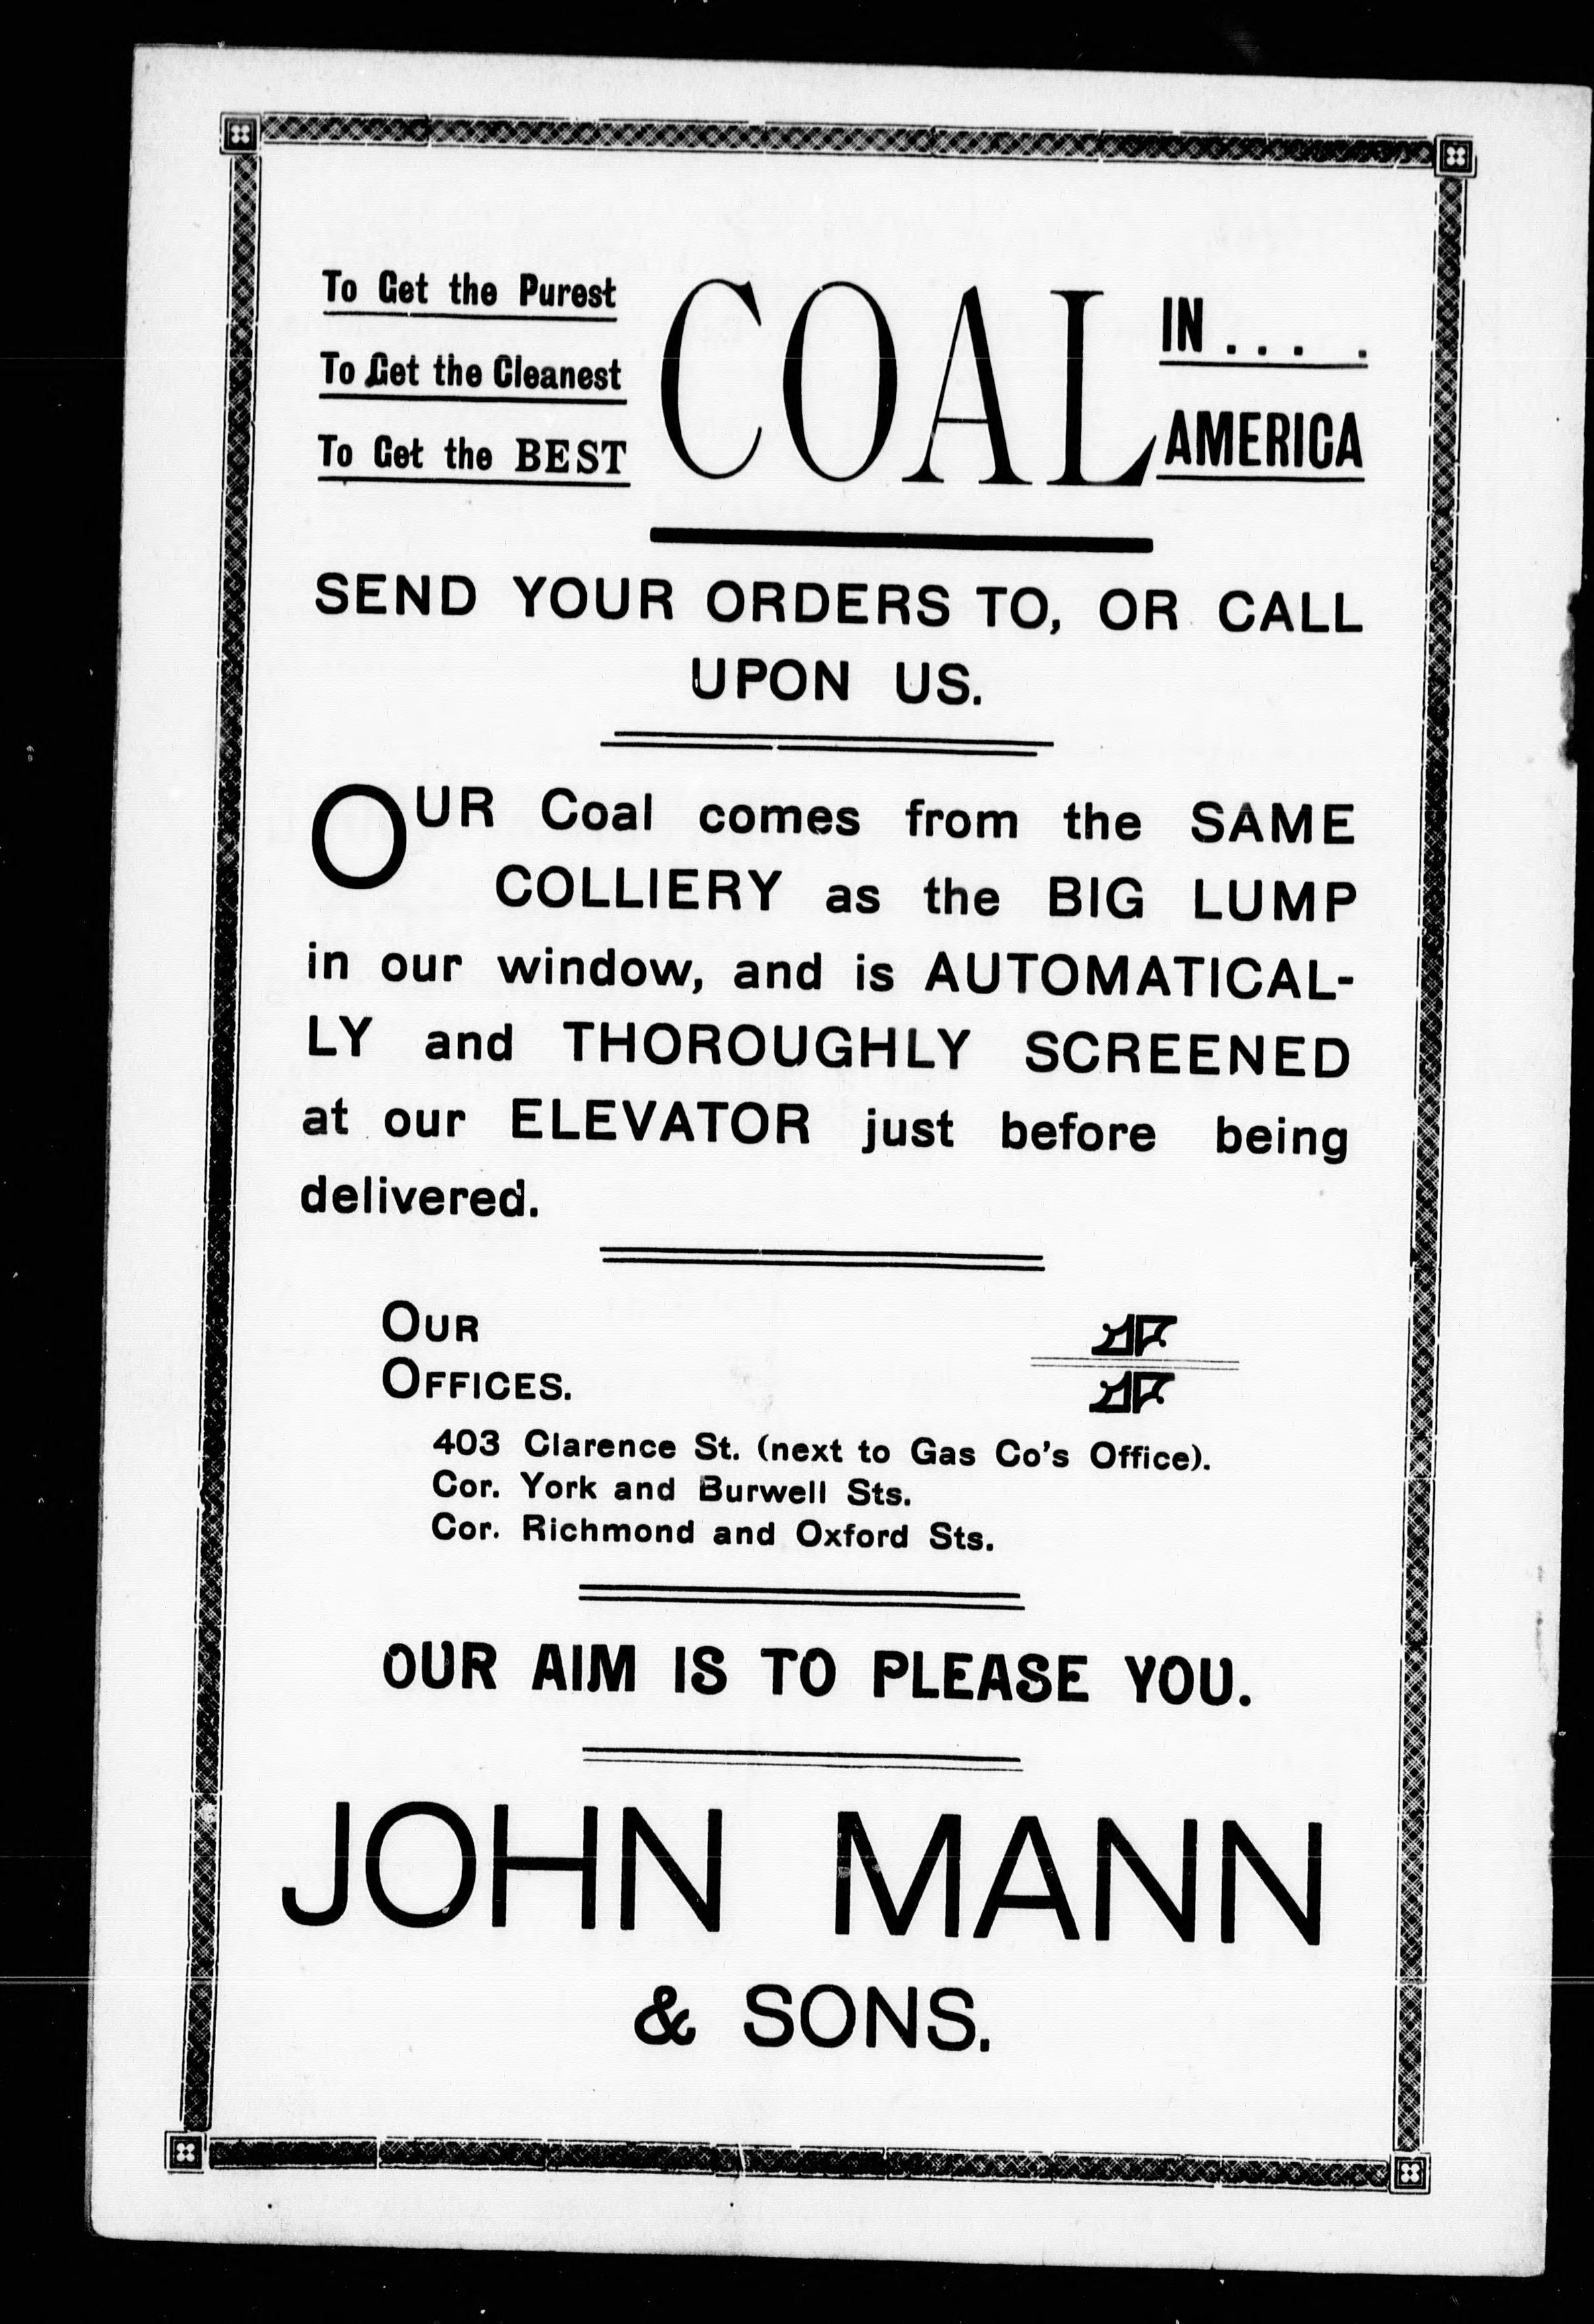 To Get the Purest
To Get the Cleanest
To Get the BEST
COAL
IN . . . .
AMERICA
SEND YOUR ORDERS TO, OR CALL
UPON US.
OUR Coal comes from the SAME
COLLIERY as the BIG LUMP
in our window, and is AUTOMATICAL-
LY and THOROUGHLY SCREENED
at our ELEVATOR just before being
delivered.
OUR
OFFICES.
403 Clarence St. (next to Gas Co's Office).
Cor. York and Burwell Sts.
Cor. Richmond and Oxford Sts.
OUR AIM IS TO PLEASE YOU.
JOHN MANN
& SONS.